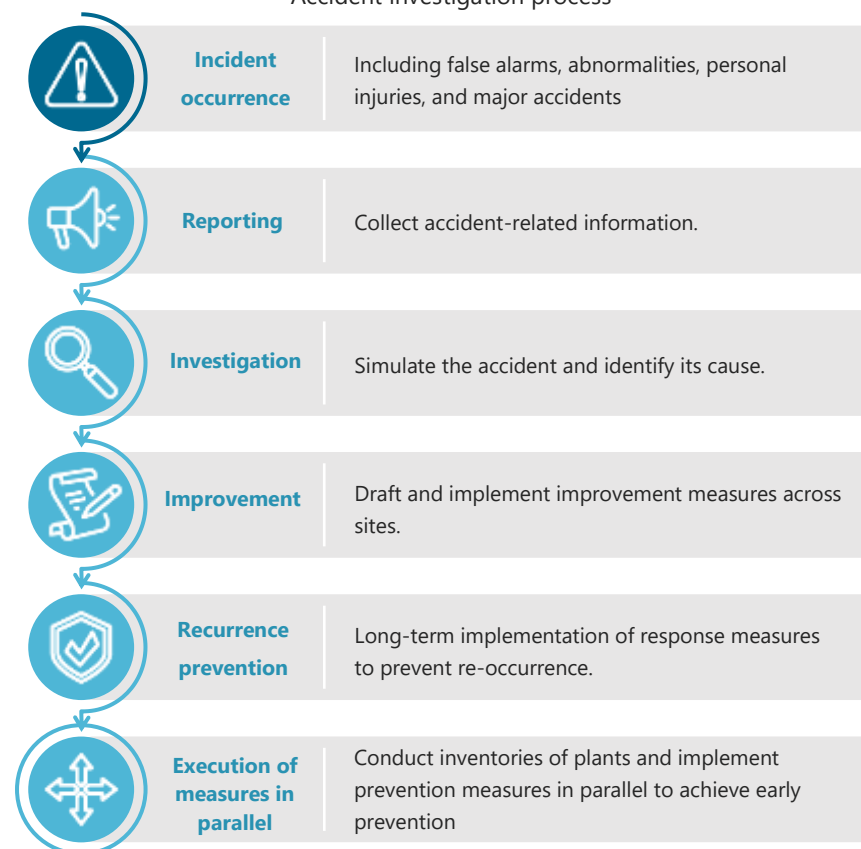 Accident investigation process
Incident
occurrence
Including false alarms, abnormalities, personal
injuries, and major accidents
Reporting
Collect accident-related information.
Investigation
Simulate the accident and identify its cause.
Improvement
Draft and implement improvement measures across
sites.
Recurrence
prevention
Long-term implementation of response measures
to prevent re-occurrence.
Execution of
measures in
parallel
Conduct inventories of plants and implement
prevention measures in parallel to achieve early
prevention